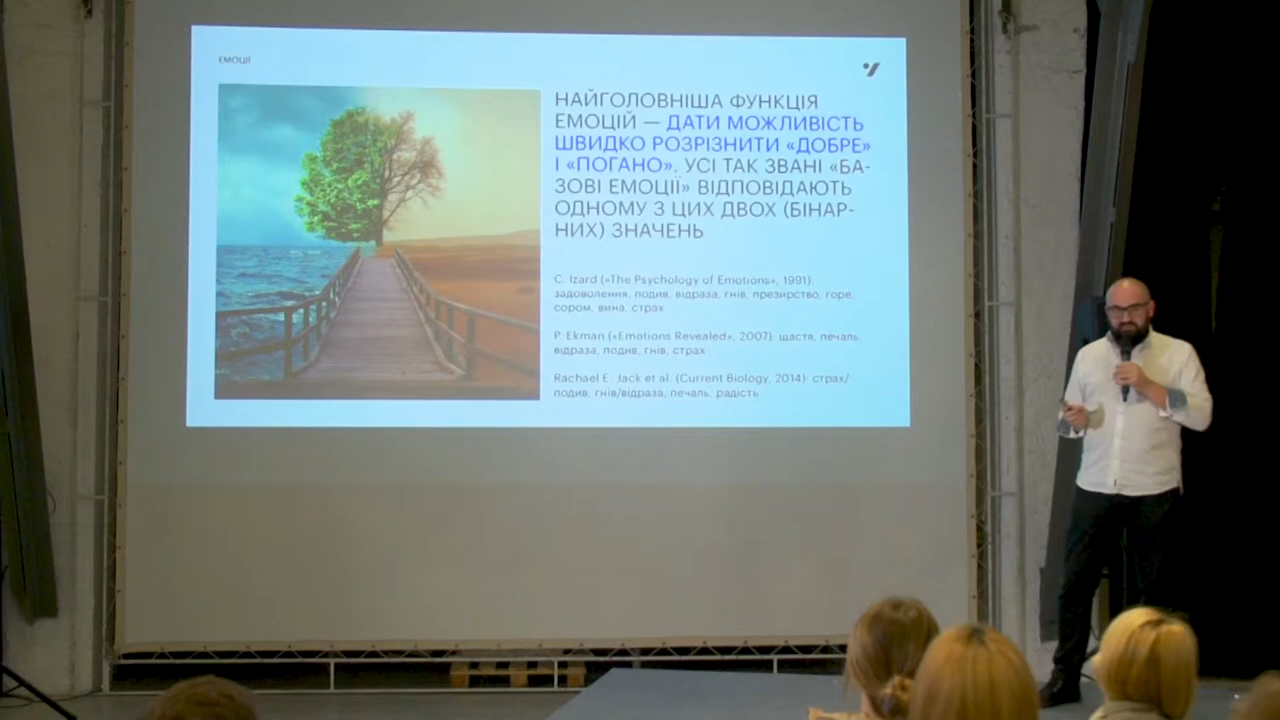 ЕМОЦІЇ
НАЙГОЛОВНІША ФУНКЦІЯ
ЕМОЦІЙ — ДАТИ МОЖЛИВІСТЬ
ШВИДКО РОЗРІЗНИТИ «ДОБРЕ»
І «ПОГАНО». УСІ ТАК ЗВАНІ «БА-
ЗОВІ ЕМОЦІЇ» ВІДПОВІДАЮТЬ
ОДНОМУ З ЦИХ ДВОХ (БІНАР-
НИХ) ЗНАЧЕНЬ
C. Izard («The Psychology of Emotions», 1991):
задоволення, подив, відраза, гнів, презирство, горе,
сором, вина, страх
P. Ekman («Emotions Revealed», 2007): щастя, печаль,
відраза, подив, гнів, страх
Rachael E. Jack et al. (Current Biology, 2014): страх/
подив, гнів/відраза, печаль, радість